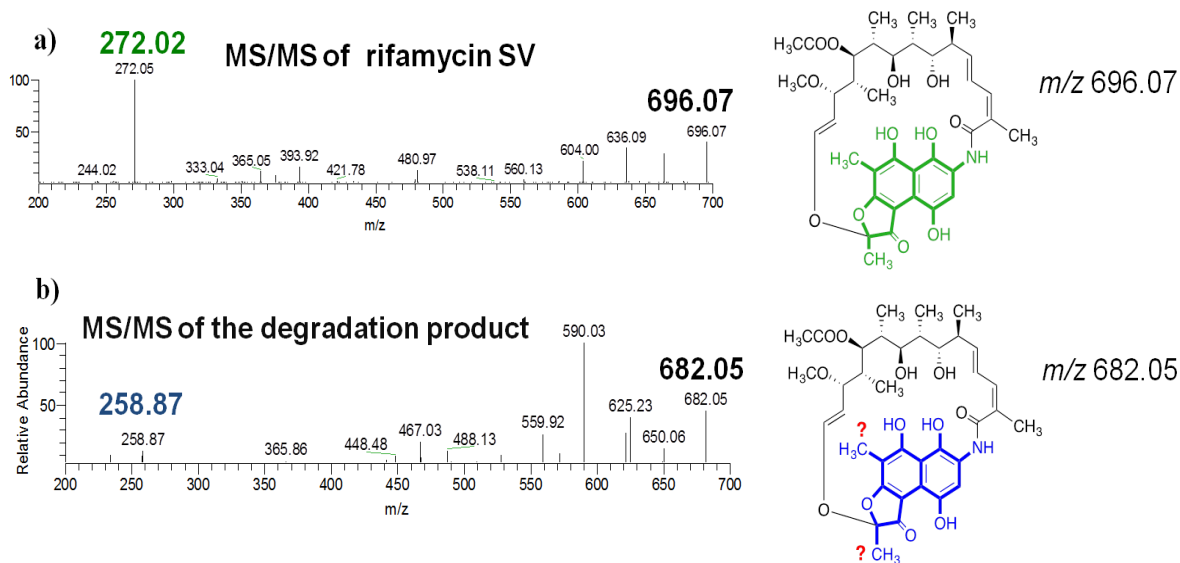 a)
272.02
MS/MS of rifamycin SV
696.07
100
50
272.05
244.02
333.04
365.05
393.92
421.78
480.97
538.11
560.13
604.00
636.09
696.07
200 250 300 350 400 450 500 550 600 650 700
m/z
CH₃ CH₃ CH₃
CH₃COO
OH OH
H₃CO
CH₃
O
CH₃
HO HO
NH
H₃C
O
O
O
OH
CH₃
m/z 696.07
b)
MS/MS of the degradation product
682.05
258.87
Relative Abundance
100
50
258.87
365.86
448.48
467.03
488.13
559.92
590.03
625.23
650.06
682.05
200 250 300 350 400 450 500 550 600 650 700
m/z
CH₃ CH₃ CH₃
CH₃COO
OH OH
H₃CO
CH₃
O
CH₃
? HO HO
NH
H₃C
O
O
O
OH
? CH₃
m/z 682.05